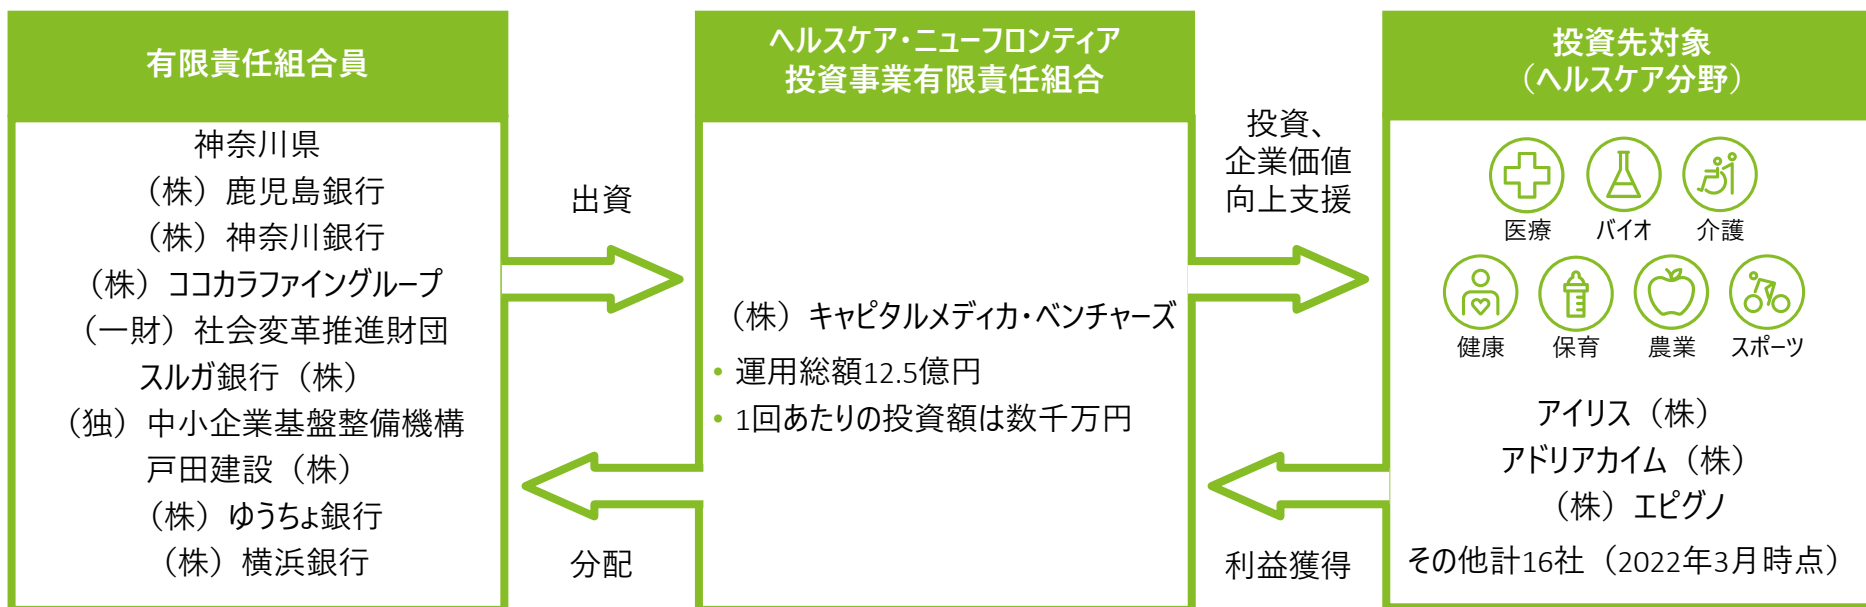 有限責任組合員
神奈川県
（株）鹿児島銀行
（株）神奈川銀行
（株）ココカラファイングループ
（一財）社会変革推進財団
スルガ銀行（株）
（独）中小企業基盤整備機構
戸田建設（株）
（株）ゆうちょ銀行
（株）横浜銀行
出資
分配
ヘルスケア・ニューフロンティア
投資事業有限責任組合
（株）キャピタルメディカ・ベンチャーズ
• 運用総額12.5億円
• 1回あたりの投資額は数千万円
投資、
企業価値
向上支援
利益獲得
投資先対象
（ヘルスケア分野）
医療 バイオ 介護
健康 保育 農業 スポーツ
アイリス（株）
アドリアカイム（株）
（株）エピグノ
その他計16社（2022年3月時点）